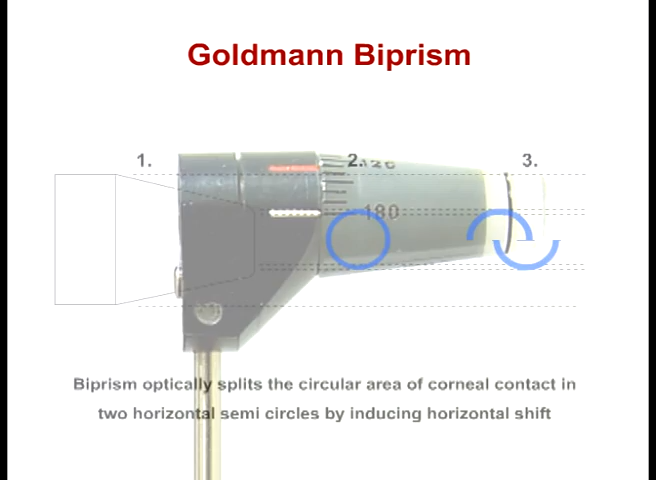 Goldmann Biprism
1. 2. 3.
180
Biprism optically splits the circular area of corneal contact in
two horizontal semi circles by inducing horizontal shift